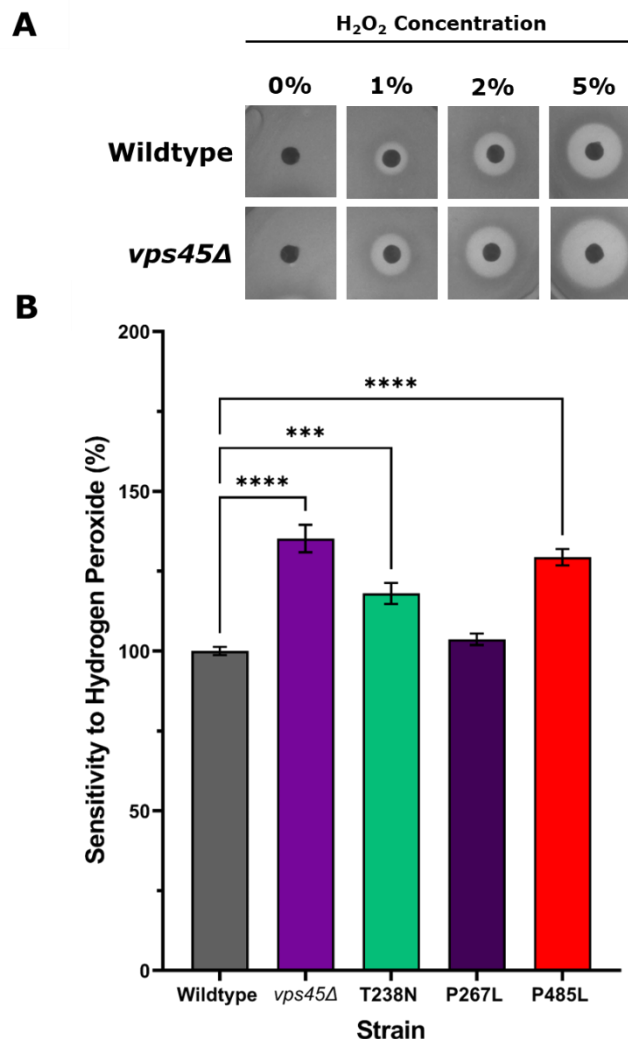 A
H₂O₂ Concentration
0% 1% 2% 5%
Wildtype
vps45Δ
B
Sensitivity to Hydrogen Peroxide (%)
200
150
100
50
0
****
***
****
Wildtype vps45Δ T238N P267L P485L
Strain